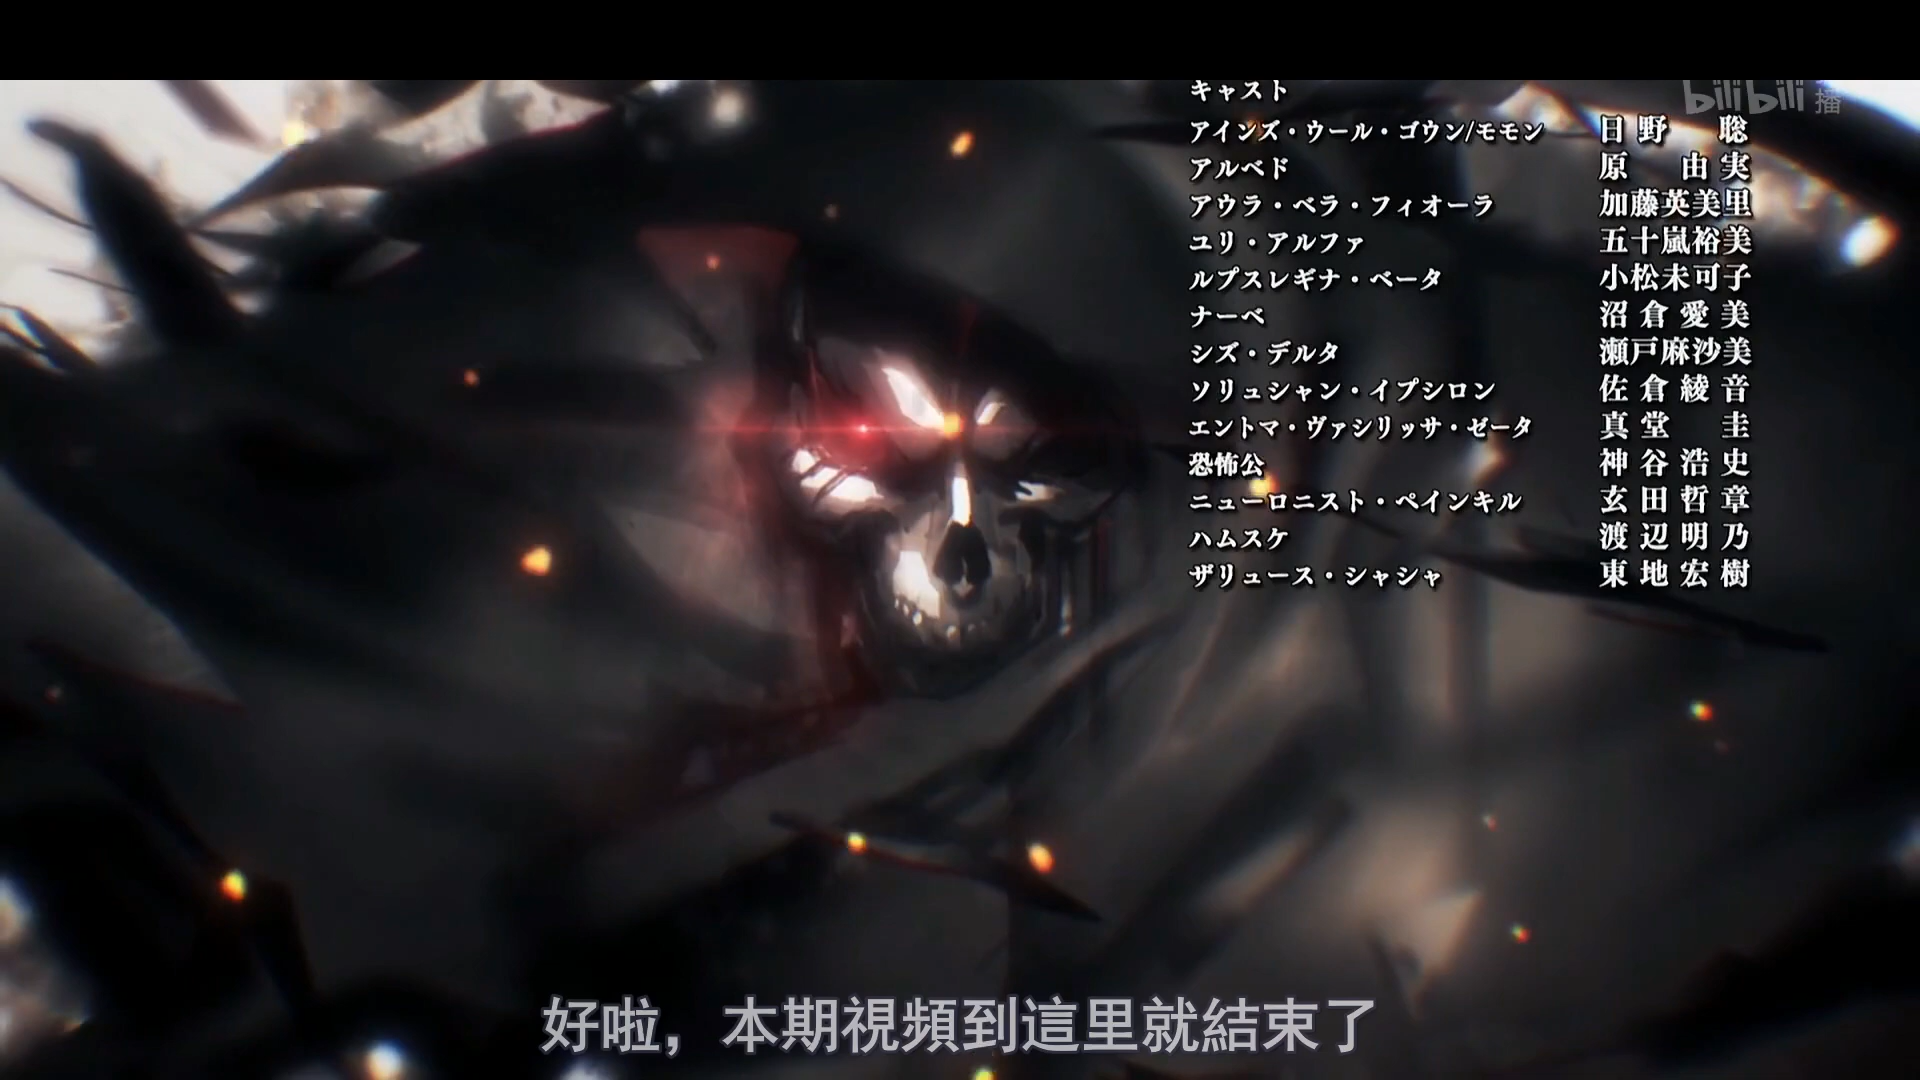 bilibili 播
キャスト
アインズ・ウール・ゴウン/モモン 日野 聡
アルベド 原 由実
アウラ・ベラ・フィオーラ 加藤英美里
ユリ・アルファ 五十嵐裕美
ルプスレギナ・ベータ 小松未可子
ナーベ 沼倉愛美
シズ・デルタ 瀬戸麻沙美
ソリュシャン・イプシロン 佐倉綾音
エントマ・ヴァシリッサ・ゼータ 真堂 圭
恐怖公 神谷浩史
ニューロニスト・ペインキル 玄田哲章
ハムスケ 渡辺明乃
ザリュース・シャシャ 東地宏樹
好啦，本期視頻到這里就結束了